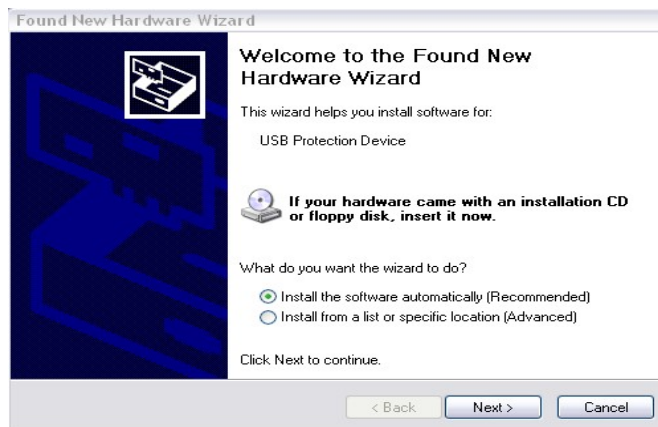 Found New Hardware Wizard
Welcome to the Found New
Hardware Wizard
This wizard helps you install software for:
USB Protection Device
If your hardware came with an installation CD
or floppy disk, insert it now.
What do you want the wizard to do?
Install the software automatically (Recommended)
Install from a list or specific location (Advanced)
Click Next to continue.
< Back
Next >
Cancel